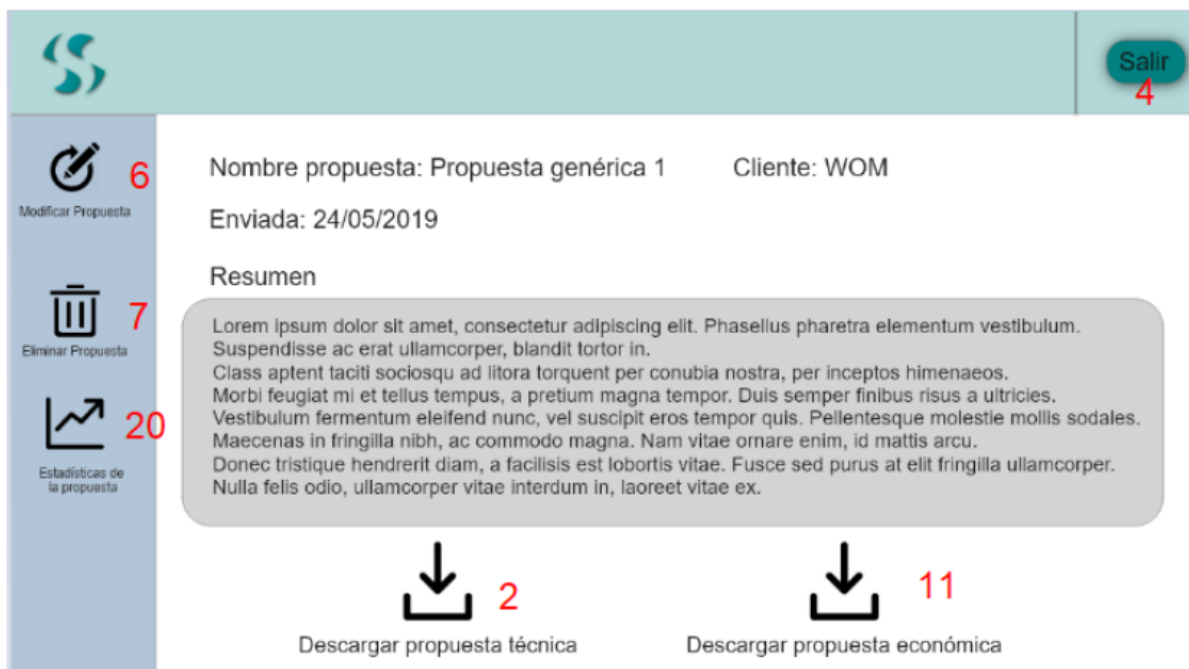 Salir
4
6
Modificar Propuesta
7
Eliminar Propuesta
20
Estadísticas de
la propuesta
Nombre propuesta: Propuesta genérica 1 Cliente: WOM
Enviada: 24/05/2019
Resumen
Lorem ipsum dolor sit amet, consectetur adipiscing elit. Phasellus pharetra elementum vestibulum.
Suspendisse ac erat ullamcorper, blandit tortor in.
Class aptent taciti sociosqu ad litora torquent per conubia nostra, per inceptos himenaeos.
Morbi feugiat mi et tellus tempus, a pretium magna tempor. Duis semper finibus risus a ultricies.
Vestibulum fermentum eleifend nunc, vel suscipit eros tempor quis. Pellentesque molestie mollis sodales.
Maecenas in fringilla nibh, ac commodo magna. Nam vitae ornare enim, id mattis arcu.
Donec tristique hendrerit diam, a facilisis est lobortis vitae. Fusce sed purus at elit fringilla ullamcorper.
Nulla felis odio, ullamcorper vitae interdum in, laoreet vitae ex.
2
Descargar propuesta técnica
11
Descargar propuesta económica